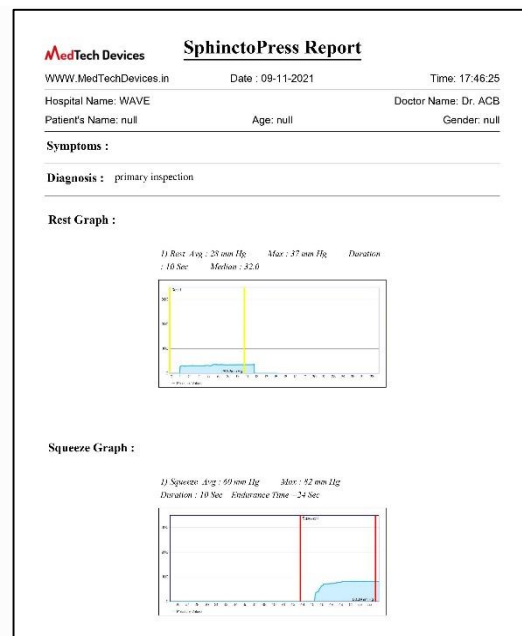 SphinctoPress Report
MedTech Devices
WWW.MedTechDevices.in Date : 09-11-2021 Time: 17:46:25
Hospital Name: WAVE Doctor Name: Dr. ACB
Patient's Name: null Age: null Gender: null
Symptoms :
Diagnosis : primary inspection
Rest Graph :
1) Rest Avg : 28 mm Hg Max : 37 mm Hg Duration
: 10 Sec Median : 32.0
Squeeze Graph :
1) Squeeze Avg : 60 mm Hg Max : 82 mm Hg
Duration : 10 Sec Endurance Time - 24 Sec